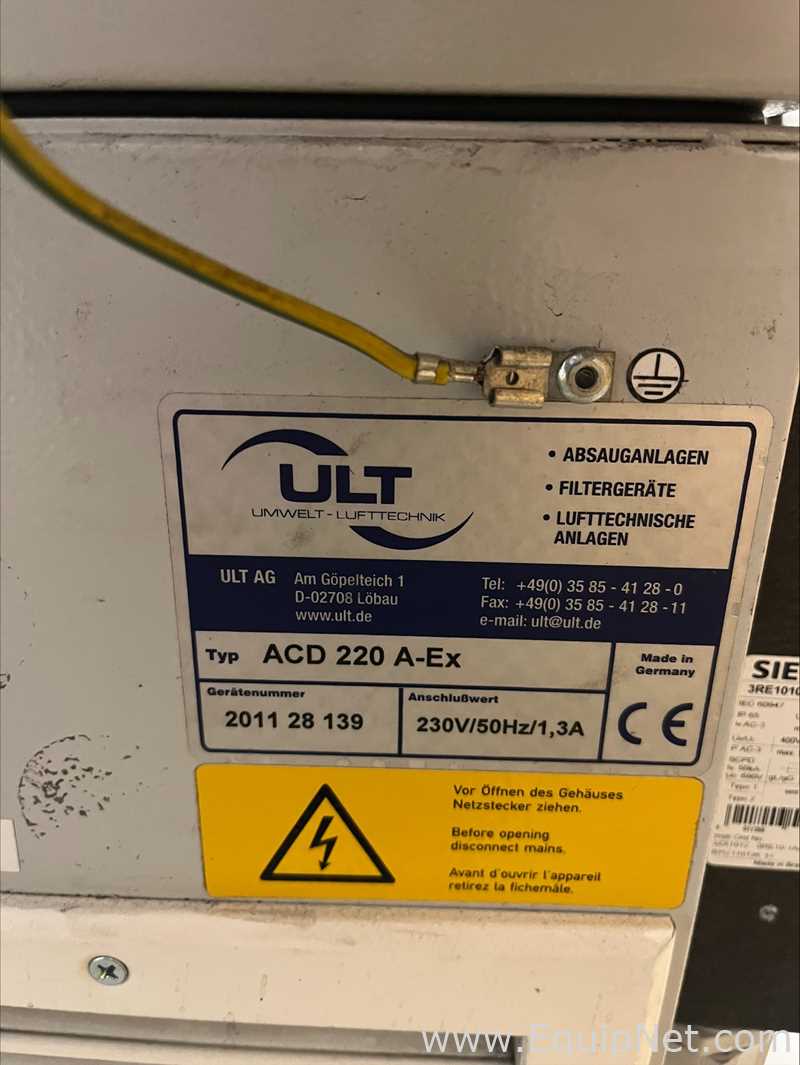 ULT
UMWELT - LUFTTECHNIK
• ABSAUGANLAGEN
• FILTERGERÄTE
• LUFTTECHNISCHE
ANLAGEN
ULT AG
Am Göpelteich 1
D-02708 Löbau
www.ult.de
Tel: +49(0) 35 85 - 41 28 - 0
Fax: +49(0) 35 85 - 41 28 - 11
e-mail: ult@ult.de
Typ ACD 220 A-Ex
Made in
Germany
Gerätenummer
2011 28 139
Anschlußwert
230V/50Hz/1,3A
CE
Vor Öffnen des Gehäuses
Netzstecker ziehen.
Before opening
disconnect mains.
Avant d'ouvrir l'appareil
retirez la fichemâle.
SIE
3RE1010
IP 65
www.EquipNet.com